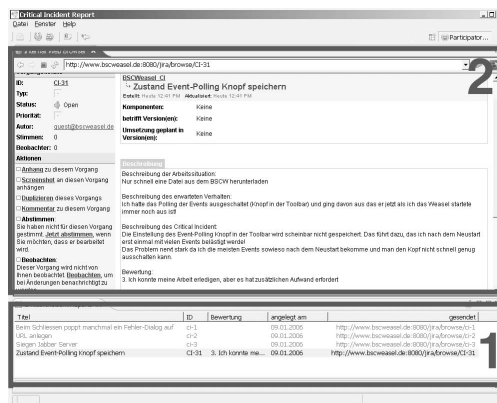 Critical Incident Report
Datei Fenster Help
Participator...
Internal Web Browser
http://www.bscweasel.de:8080/jira/browse/CI-31
2
Vorgangsdetails
ID: CI-31
Typ:
Status: Open
Priorität:
Autor: guest@bscweasel.de
Stimmen: 0
Beobachter: 0
Aktionen
Anhang zu diesem Vorgang
Screenshot an diesen Vorgang
anhängen
Duplizieren dieses Vorgangs
Kommentar zu diesem Vorgang
Abstimmen:
Sie haben nicht für diesen Vorgang
gestimmt. Jetzt abstimmen, wenn
Sie möchten, dass er bearbeitet
wird.
Beobachten:
Dieser Vorgang wird nicht von
Ihnen beobachtet. Beobachten, um
bei Änderungen benachrichtigt zu
werden
BSCWeasel CI
Zustand Event-Polling Knopf speichern
Erstellt: Heute 12:41 PM Aktualisiert: Heute 12:41 PM
Komponenten: Keine
betrifft Version(en): Keine
Umsetzung geplant in
Version(en): Keine
Beschreibung
Beschreibung der Arbeitssituation:
Nur schnell eine Datei aus dem BSCW herunterladen
Beschreibung des erwarteten Verhalten:
Ich hatte das Polling der Events ausgeschaltet (Knopf in der Toolbar) und ging davon aus das er jetzt als ich das Weasel startete
immer noch aus ist!
Beschreibung des Critical Incident:
Die Einstellung des Event-Polling Knopf in der Toolbar wird scheinbar nicht gespeichert. Das führt dazu, das ich nach dem Neustart
erst einmal mit vielen Events belästigt werde!
Das Problem nend stark da ich die meisten Events sowieso nach dem Neustart bekomme und man den Kopf nicht schnell genug
ausschalten kann.
Bewertung:
3. Ich konnte meine Arbeit erledigen, aber es hat zusätzlichen Aufwand erfordert
Titel ID Bewertung angelegt am gesendet
Beim Schliessen poppt manchmal ein Fehler-Dialog auf ci-1 09.01.2006 http://www.bscweasel.de:8080/jira/browse/ci-1
URL anlegen ci-2 09.01.2006 http://www.bscweasel.de:8080/jira/browse/ci-2
Siegen Jabber Server ci-3 09.01.2006 http://www.bscweasel.de:8080/jira/browse/ci-3
Zustand Event-Polling Knopf speichern CI-31 3. Ich konnte me... 09.01.2006 http://www.bscweasel.de:8080/jira/browse/CI-31
1